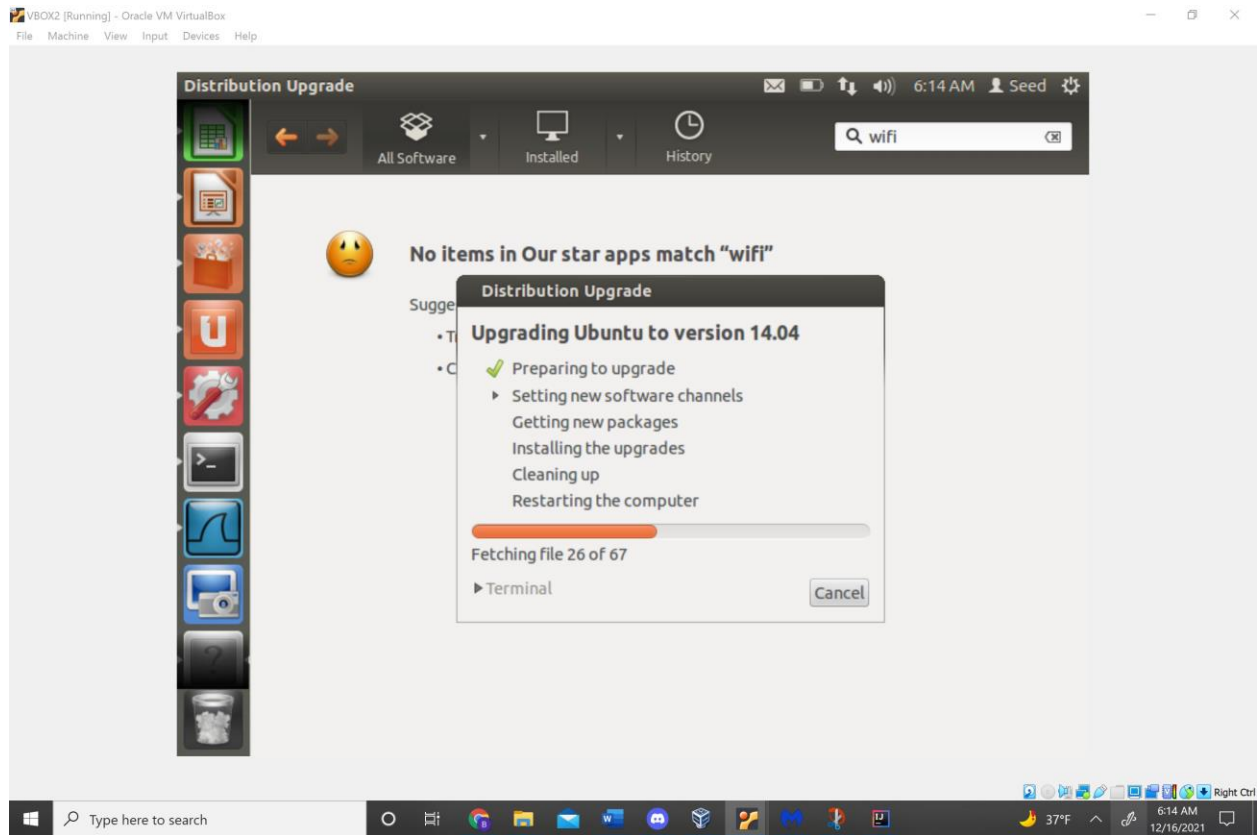 VBOX2 [Running] - Oracle VM VirtualBox
File Machine View Input Devices Help
Distribution Upgrade 6:14 AM Seed
All Software Installed History wifi
No items in Our star apps match “wifi”
Sugge
Distribution Upgrade
Upgrading Ubuntu to version 14.04
Preparing to upgrade
Setting new software channels
Getting new packages
Installing the upgrades
Cleaning up
Restarting the computer
Fetching file 26 of 67
Terminal Cancel
Right Ctrl
Type here to search 37°F 6:14 AM
12/16/2021